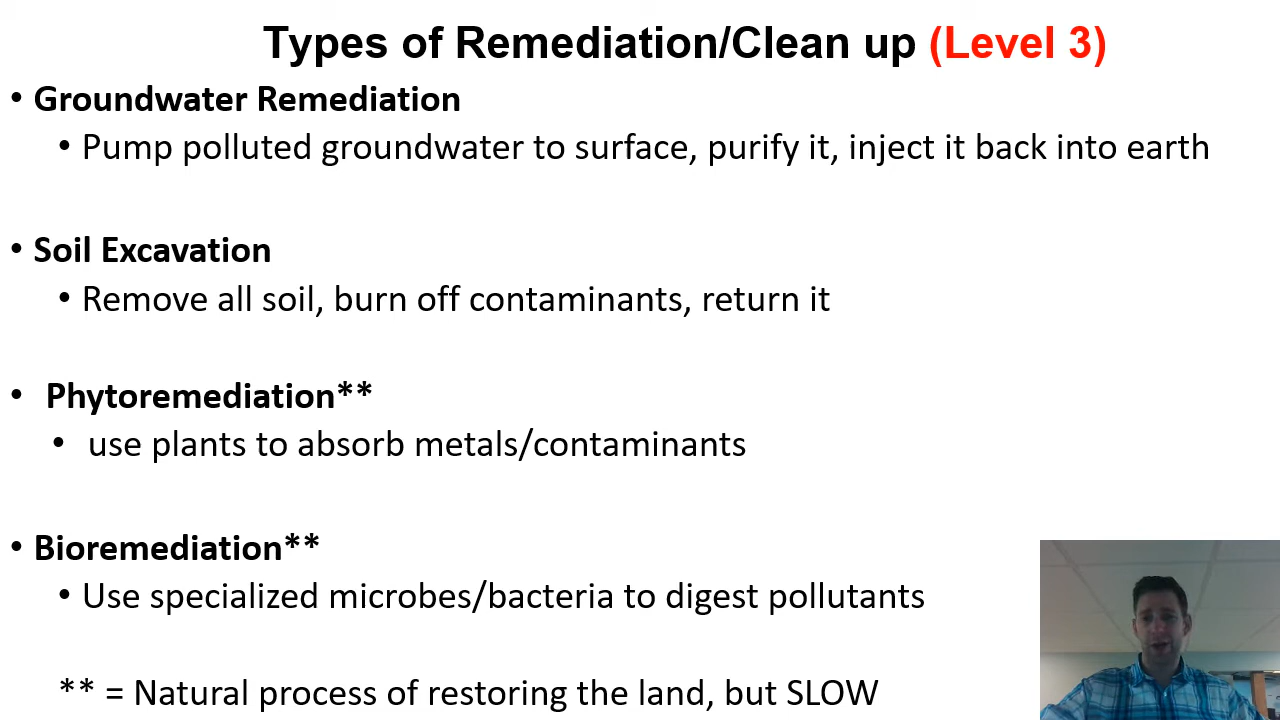 Types of Remediation/Clean up (Level 3)
• Groundwater Remediation
• Pump polluted groundwater to surface, purify it, inject it back into earth
• Soil Excavation
• Remove all soil, burn off contaminants, return it
• Phytoremediation**
• use plants to absorb metals/contaminants
• Bioremediation**
• Use specialized microbes/bacteria to digest pollutants
** = Natural process of restoring the land, but SLOW